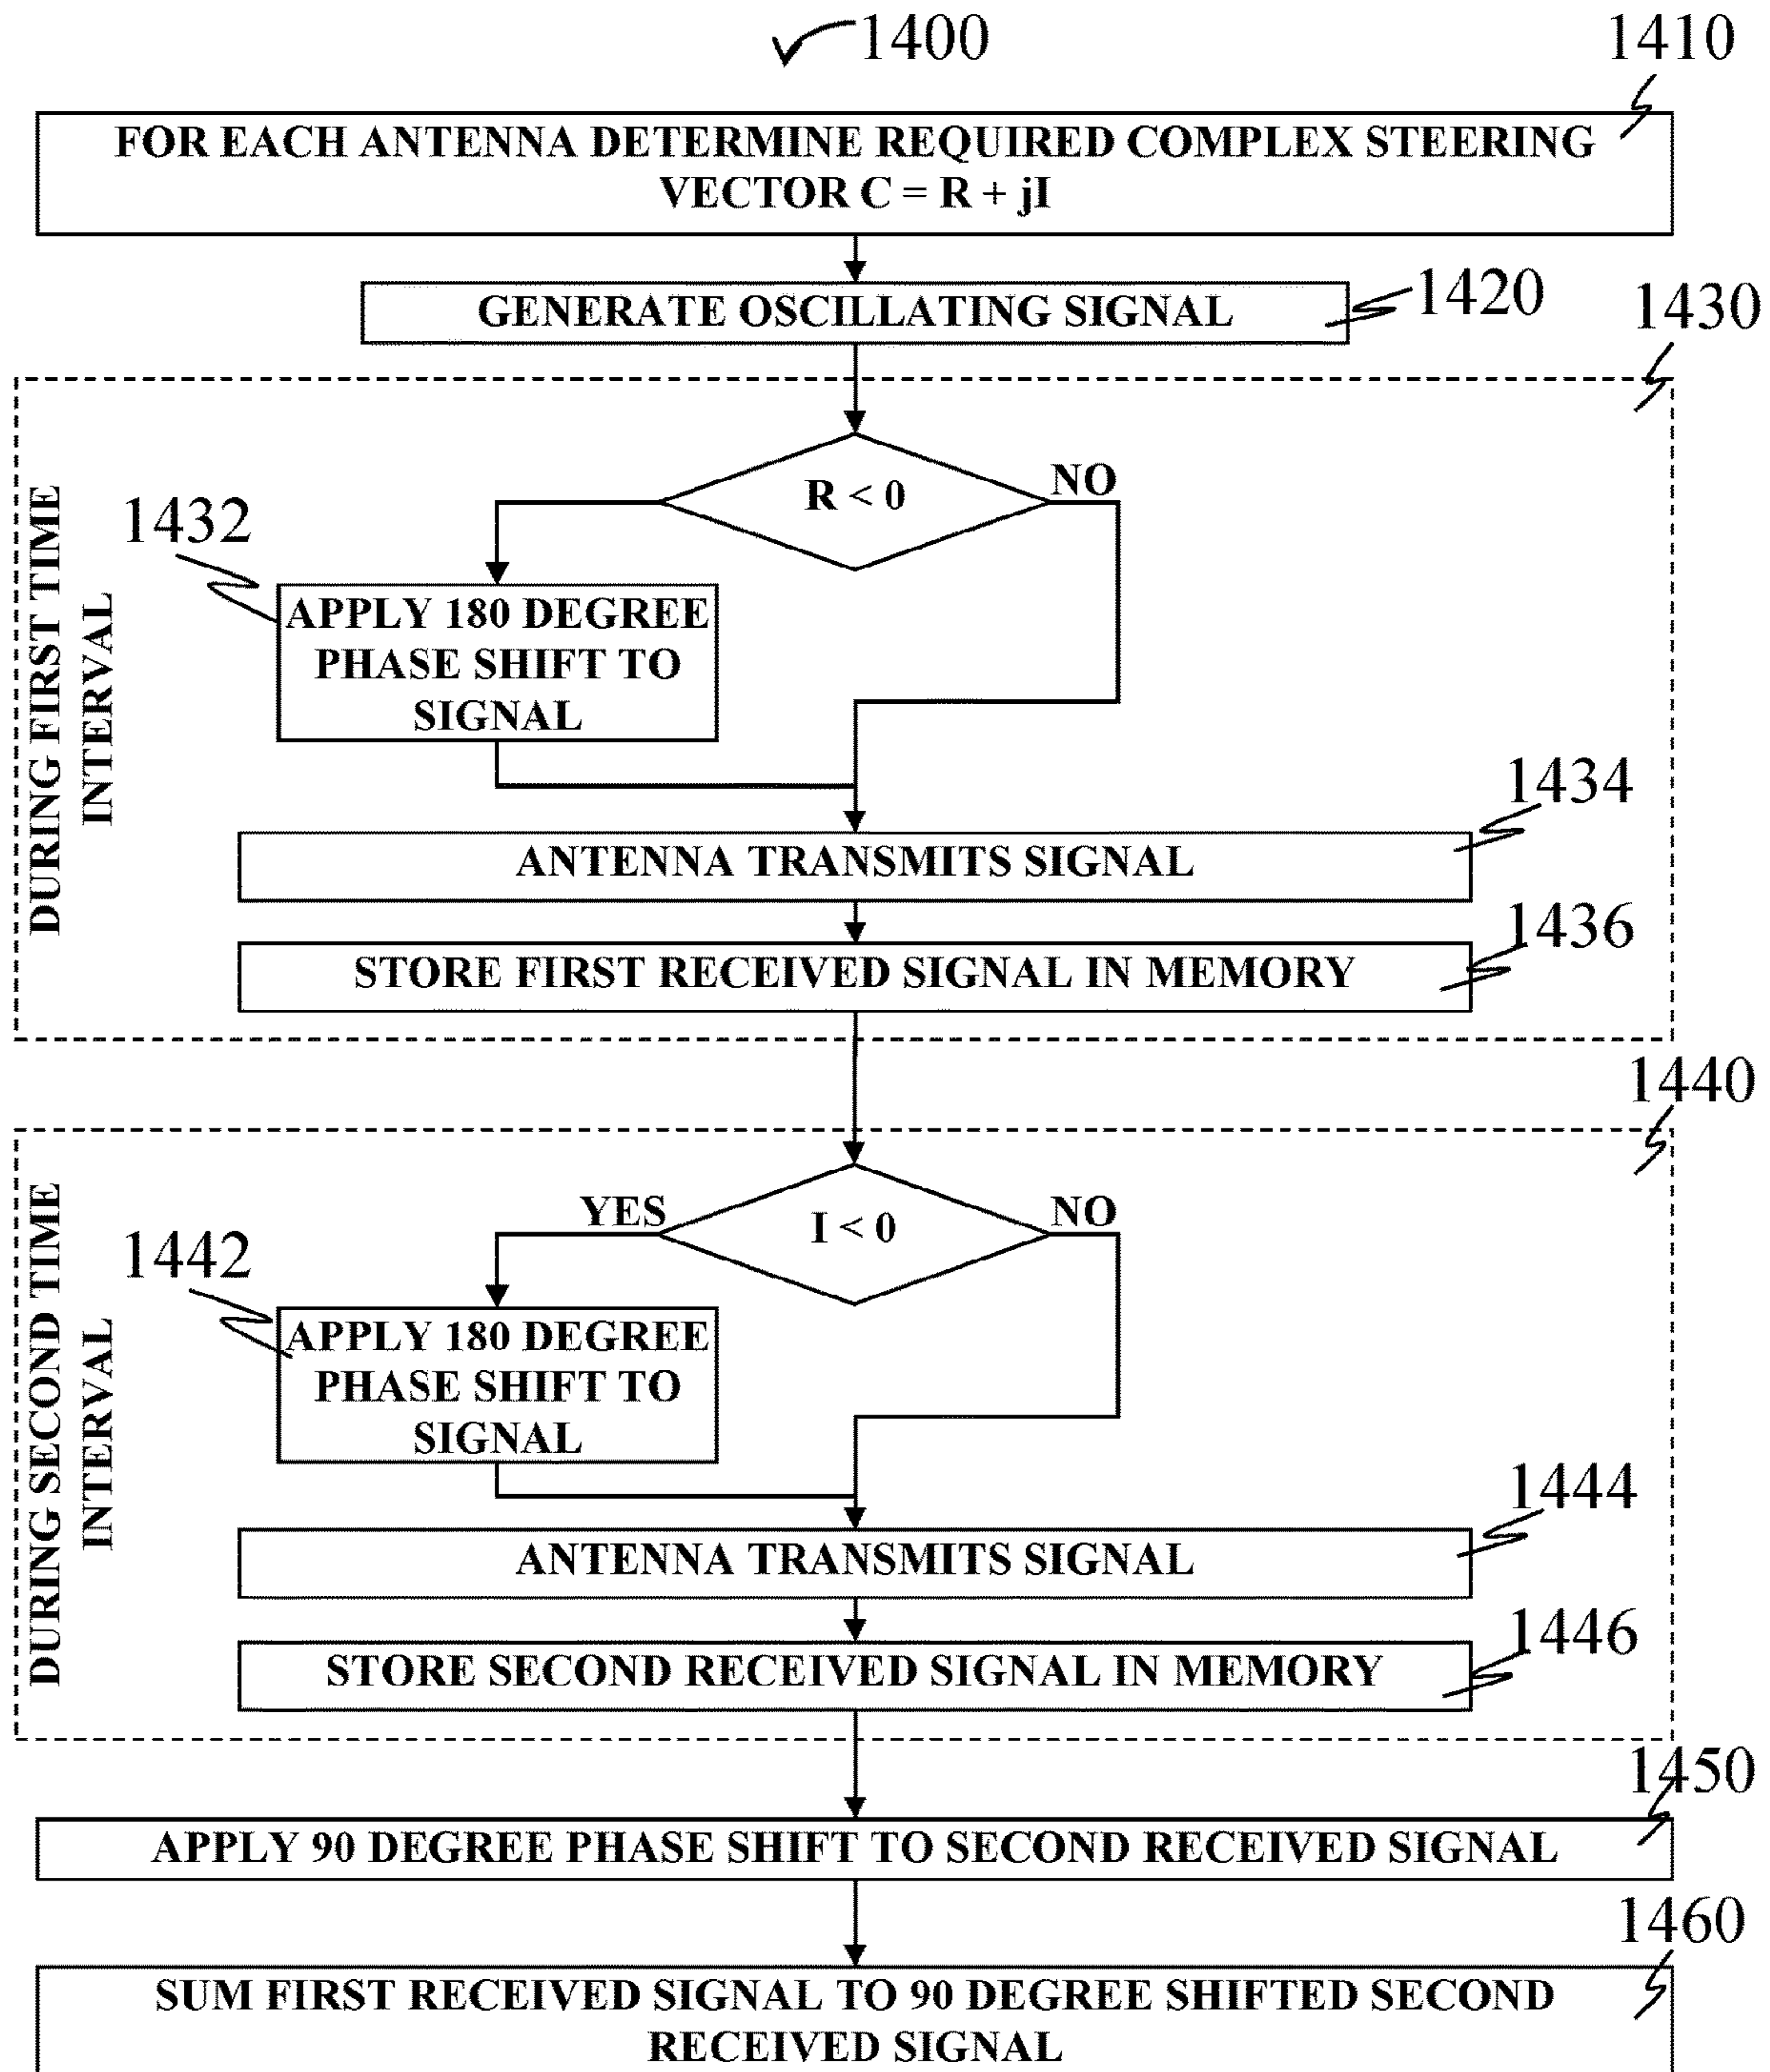 1400
1410
FOR EACH ANTENNA DETERMINE REQUIRED COMPLEX STEERING
VECTOR C = R + jI
GENERATE OSCILLATING SIGNAL
1420
1430
DURING FIRST TIME
INTERVAL
R < 0
NO
1432
APPLY 180 DEGREE
PHASE SHIFT TO
SIGNAL
1434
ANTENNA TRANSMITS SIGNAL
1436
STORE FIRST RECEIVED SIGNAL IN MEMORY
1440
DURING SECOND TIME
INTERVAL
YES
I < 0
NO
1442
APPLY 180 DEGREE
PHASE SHIFT TO
SIGNAL
1444
ANTENNA TRANSMITS SIGNAL
1446
STORE SECOND RECEIVED SIGNAL IN MEMORY
1450
APPLY 90 DEGREE PHASE SHIFT TO SECOND RECEIVED SIGNAL
1460
SUM FIRST RECEIVED SIGNAL TO 90 DEGREE SHIFTED SECOND
RECEIVED SIGNAL